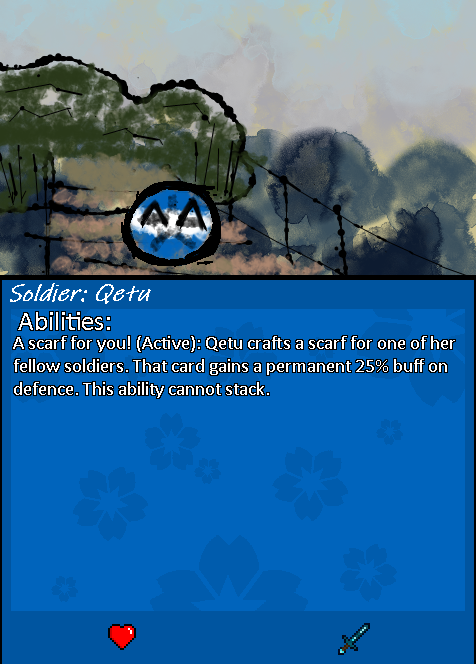 Soldier: Qetu
Abilities:
A scarf for you! (Active): Qetu crafts a scarf for one of her
fellow soldiers. That card gains a permanent 25% buff on
defence. This ability cannot stack.